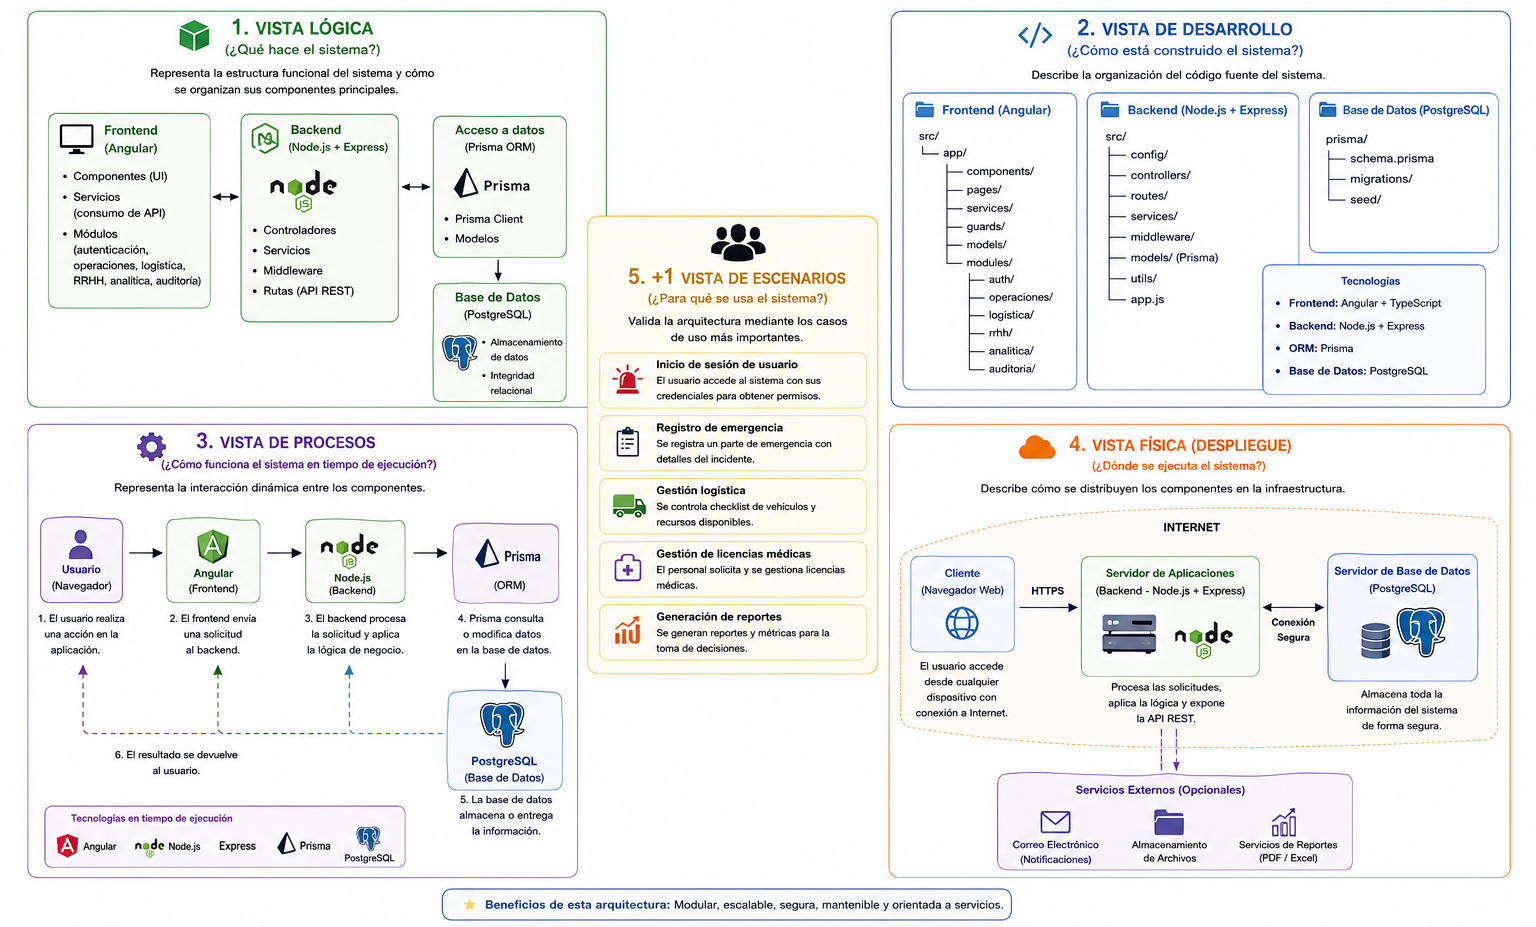 1. VISTA LÓGICA
(¿Qué hace el sistema?)
Representa la estructura funcional del sistema y cómo
se organizan sus componentes principales.
Frontend
(Angular)
• Componentes (UI)
• Servicios
(consumo de API)
• Módulos
(autenticación,
operaciones, logística,
RRHH, analítica, auditoría)
Backend
(Node.js + Express)
node
JS
• Controladores
• Servicios
• Middleware
• Rutas (API REST)
Acceso a datos
(Prisma ORM)
Prisma
• Prisma Client
• Modelos
Base de Datos
(PostgreSQL)
• Almacenamiento
de datos
• Integridad
relacional
</> 2. VISTA DE DESARROLLO
(¿Cómo está construido el sistema?)
Describe la organización del código fuente del sistema.
Frontend (Angular)
src/
app/
components/
pages/
services/
guards/
models/
modules/
auth/
operaciones/
logistica/
rrhh/
analitica/
auditoria/
Backend (Node.js + Express)
src/
config/
controllers/
routes/
services/
middleware/
models/ (Prisma)
utils/
app.js
Base de Datos (PostgreSQL)
prisma/
schema.prisma
migrations/
seed/
Tecnologías
• Frontend: Angular + TypeScript
• Backend: Node.js + Express
• ORM: Prisma
• Base de Datos: PostgreSQL
5. +1 VISTA DE ESCENARIOS
(¿Para qué se usa el sistema?)
Valida la arquitectura mediante los casos
de uso más importantes.
Inicio de sesión de usuario
El usuario accede al sistema con sus
credenciales para obtener permisos.
Registro de emergencia
Se registra un parte de emergencia con
detalles del incidente.
Gestión logística
Se controla checklist de vehículos y
recursos disponibles.
Gestión de licencias médicas
El personal solicita y se gestiona licencias
médicas.
Generación de reportes
Se generan reportes y métricas para la
toma de decisiones.
3. VISTA DE PROCESOS
(¿Cómo funciona el sistema en tiempo de ejecución?)
Representa la interacción dinámica entre los componentes.
Usuario
(Navegador)
1. El usuario realiza
una acción en la
aplicación.
A
Angular
(Frontend)
2. El frontend envía
una solicitud
al backend.
node
JS
Node.js
(Backend)
3. El backend procesa
la solicitud y aplica
la lógica de negocio.
Prisma
(ORM)
4. Prisma consulta
o modifica datos
en la base de datos.
PostgreSQL
(Base de Datos)
5. La base de datos
almacena o entrega
la información.
6. El resultado se devuelve
al usuario.
Tecnologías en tiempo de ejecución
A Angular
node JS Node.js
Express
Prisma
PostgreSQL
4. VISTA FÍSICA (DESPLIEGUE)
(¿Dónde se ejecuta el sistema?)
Describe cómo se distribuyen los componentes en la infraestructura.
INTERNET
Cliente
(Navegador Web)
El usuario accede
desde cualquier
dispositivo con
conexión a Internet.
HTTPS
Servidor de Aplicaciones
(Backend - Node.js + Express)
node
JS
Procesa las solicitudes,
aplica la lógica y expone
la API REST.
Conexión
Segura
Servidor de Base de Datos
(PostgreSQL)
Almacena toda la
información del sistema
de forma segura.
Servicios Externos (Opcionales)
Correo Electrónico
(Notificaciones)
Almacenamiento
de Archivos
Servicios de Reportes
(PDF / Excel)
Beneficios de esta arquitectura: Modular, escalable, segura, mantenible y orientada a servicios.